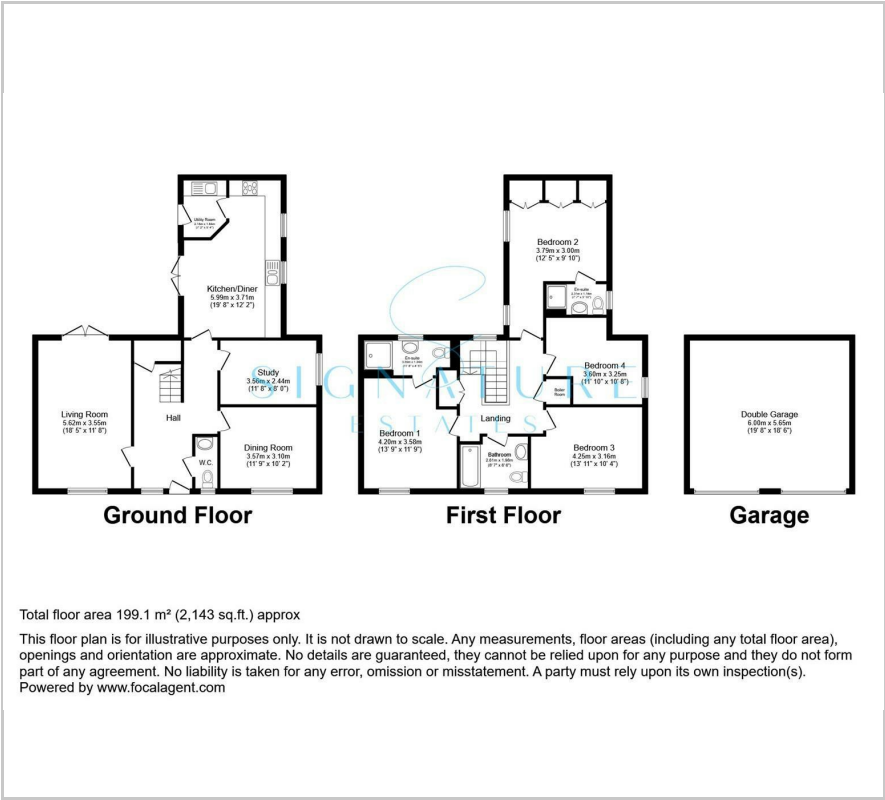 Utility Room
Kitchen/Diner
5.99m x 3.71m
(19' 8" x 12' 2")
Living Room
5.62m x 3.55m
(18' 5" x 11' 8")
Hall
Study
3.56m x 2.44m
(11' 8" x 8' 0")
W.C.
Dining Room
3.57m x 3.10m
(11' 9" x 10' 2")
Ground Floor
Bedroom 2
3.79m x 3.00m
(12' 5" x 9' 10")
En-suite
En-suite
Bedroom 4
3.60m x 3.25m
(11' 10" x 10' 8")
Boiler
Room
Landing
Bedroom 1
4.20m x 3.58m
(13' 9" x 11' 9")
Bathroom
Bedroom 3
4.25m x 3.16m
(13' 11" x 10' 4")
First Floor
Double Garage
6.00m x 5.65m
(19' 8" x 18' 6")
Garage
SIGNATURE
ESTATES
Total floor area 199.1 m² (2,143 sq.ft.) approx
This floor plan is for illustrative purposes only. It is not drawn to scale. Any measurements, floor areas (including any total floor area),
openings and orientation are approximate. No details are guaranteed, they cannot be relied upon for any purpose and they do not form
part of any agreement. No liability is taken for any error, omission or misstatement. A party must rely upon its own inspection(s).
Powered by www.focalagent.com